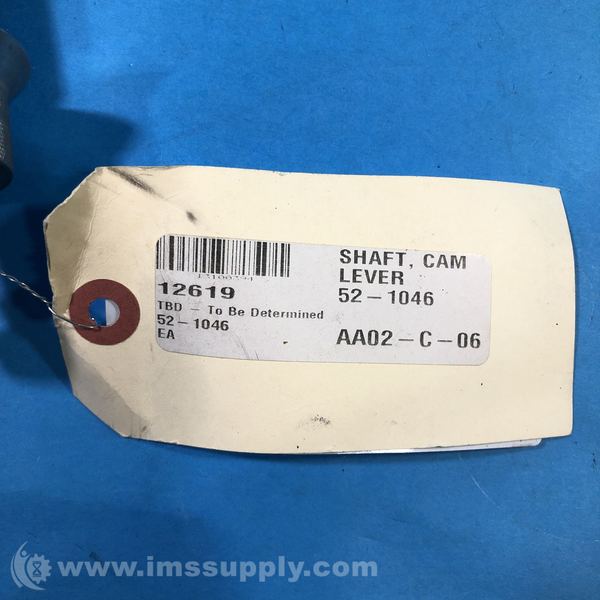 12619
TBD - To Be Determined
52-1046
EA
SHAFT, CAM
LEVER
52-1046
AA02-C-06
www.imssupply.com